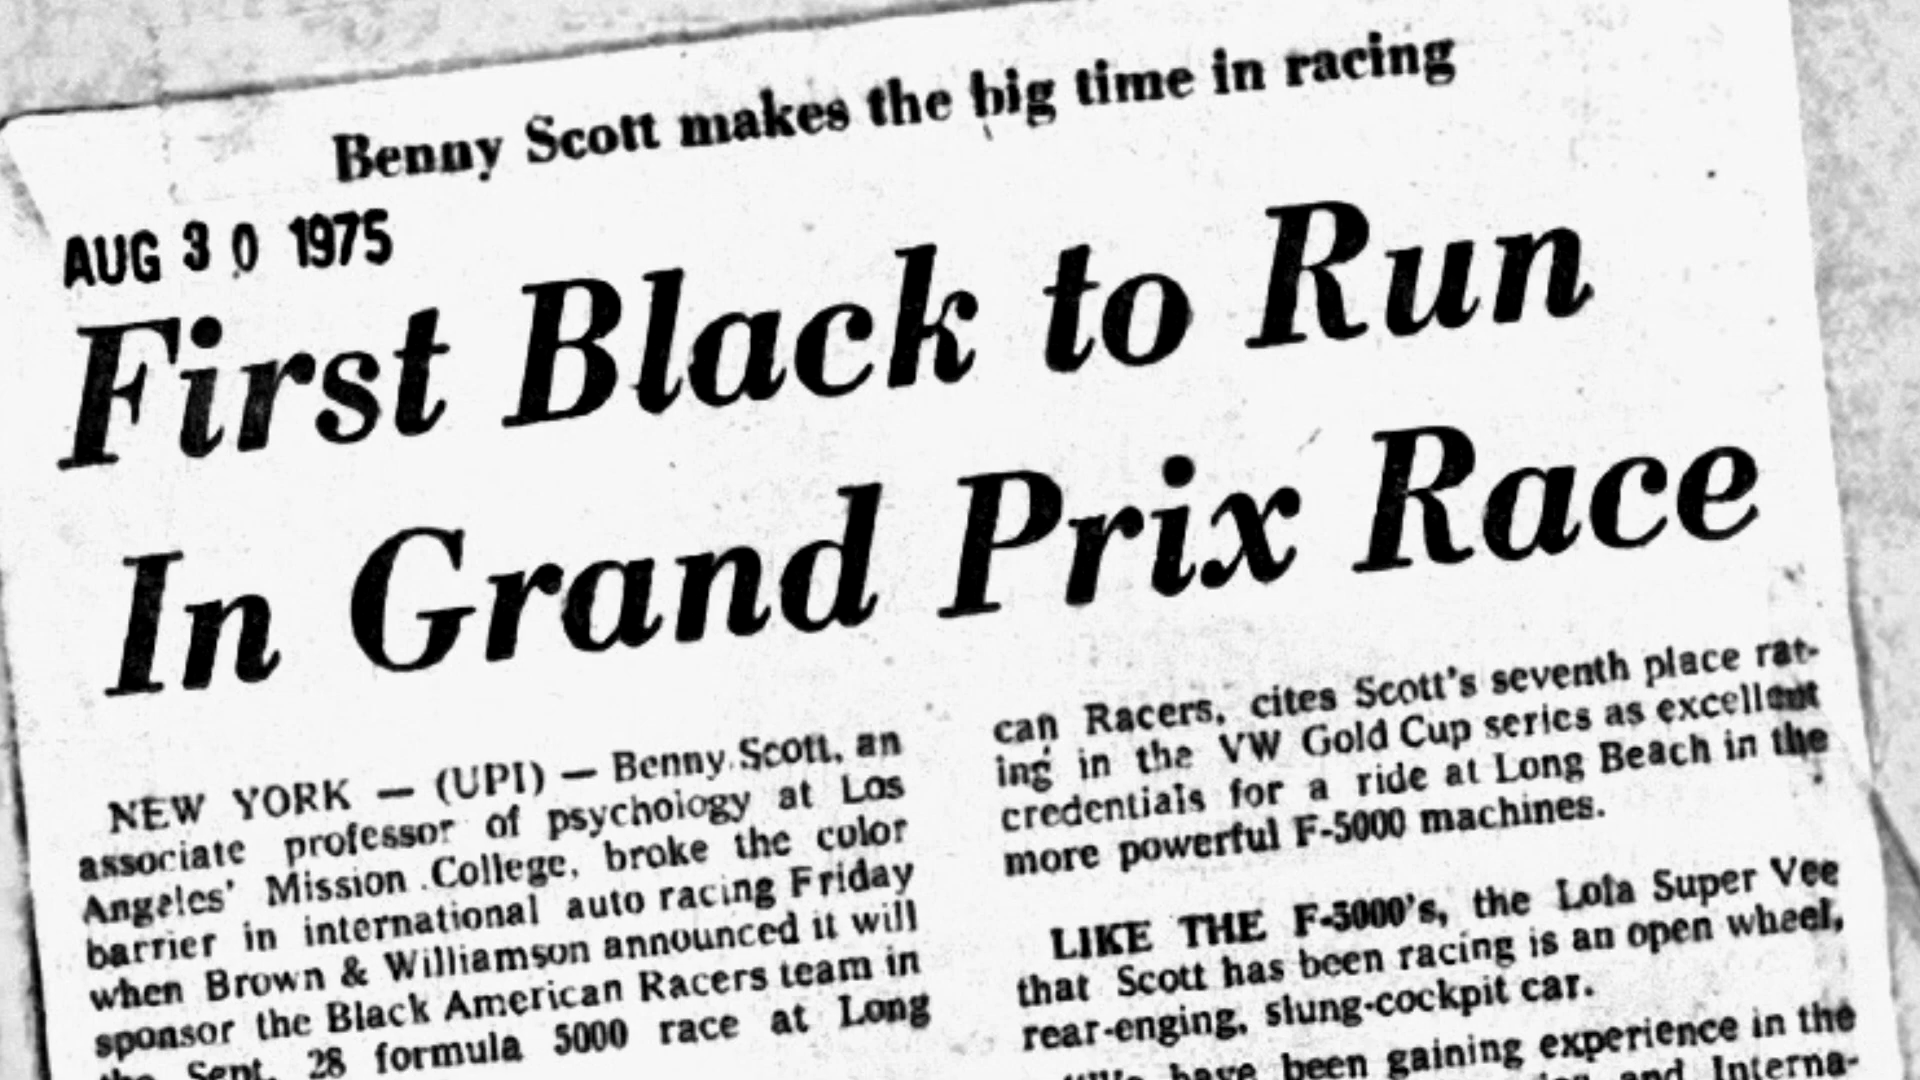 Benny Scott makes the big time in racing
AUG 30 1975
First Black to Run
In Grand Prix Race
NEW YORK — (UPI) — Benny Scott, an
associate professor of psychology at Los
Angeles' Mission College, broke the color
barrier in international auto racing Friday
when Brown & Williamson announced it will
sponsor the Black American Racers team in
the Sept. 28 formula 5000 race at Long
can Racers, cites Scott's seventh place rat-
ing in the VW Gold Cup series as excellent
credentials for a ride at Long Beach in the
more powerful F-5000 machines.
LIKE THE F-5000's, the Lola Super Vee
that Scott has been racing is an open wheel,
rear-enging, slung-cockpit car.
have been gaining experience in the
and Interna-